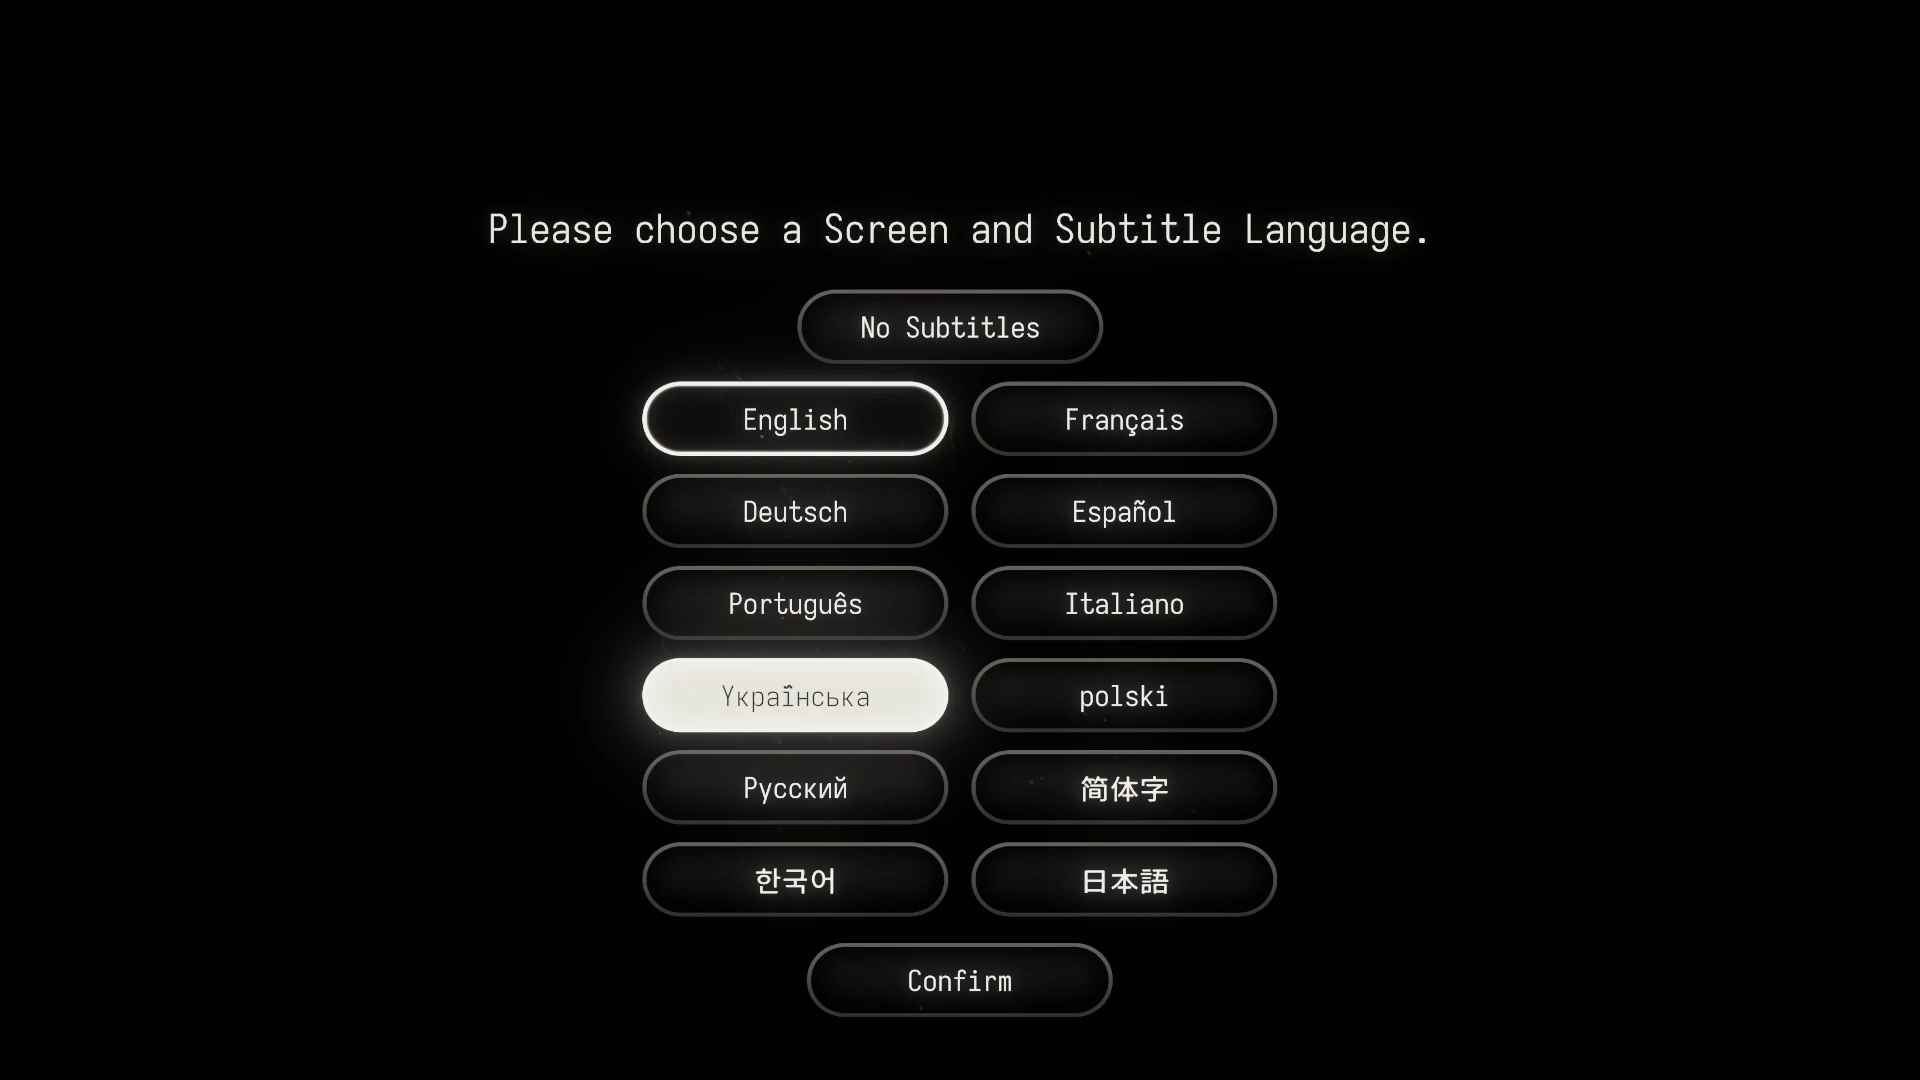 Please choose a Screen and Subtitle Language.
No Subtitles
English
Français
Deutsch
Español
Português
Italiano
Українська
polski
Русский
简体字
한국어
日本語
Confirm